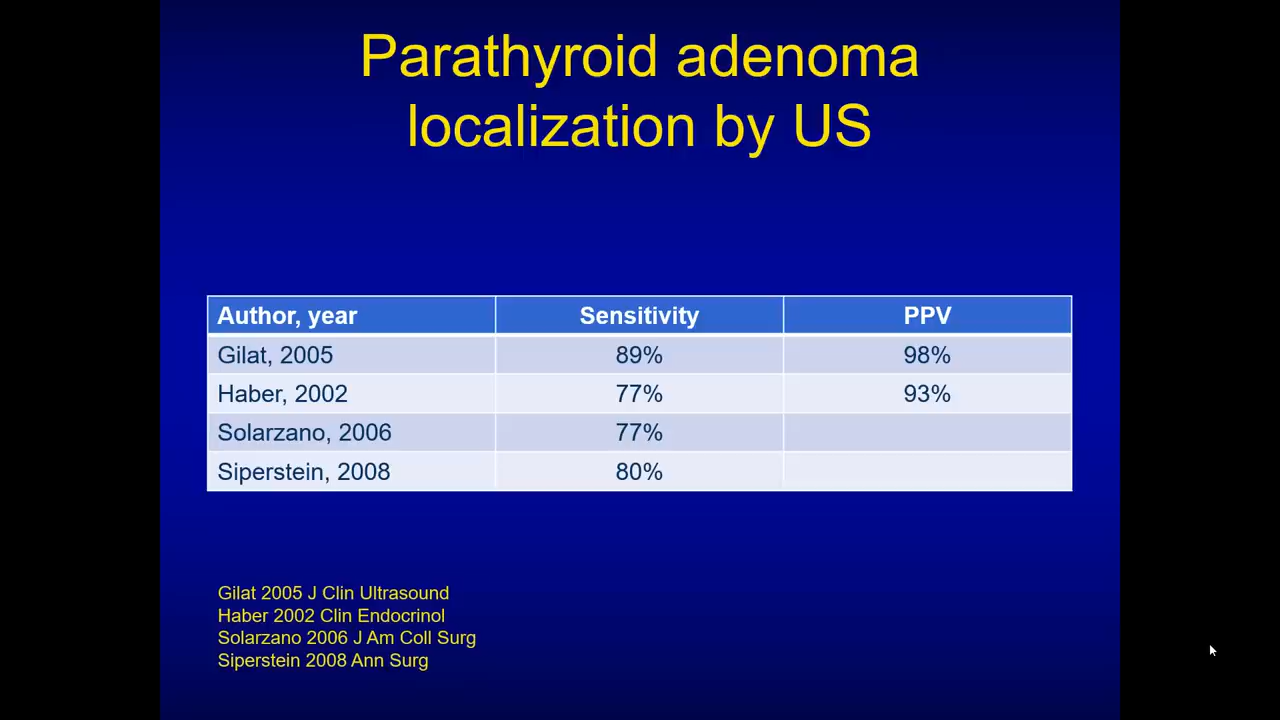 Parathyroid adenoma
localization by US
Author, year Sensitivity PPV
Gilat, 2005 89% 98%
Haber, 2002 77% 93%
Solarzano, 2006 77%
Siperstein, 2008 80%
Gilat 2005 J Clin Ultrasound
Haber 2002 Clin Endocrinol
Solarzano 2006 J Am Coll Surg
Siperstein 2008 Ann Surg